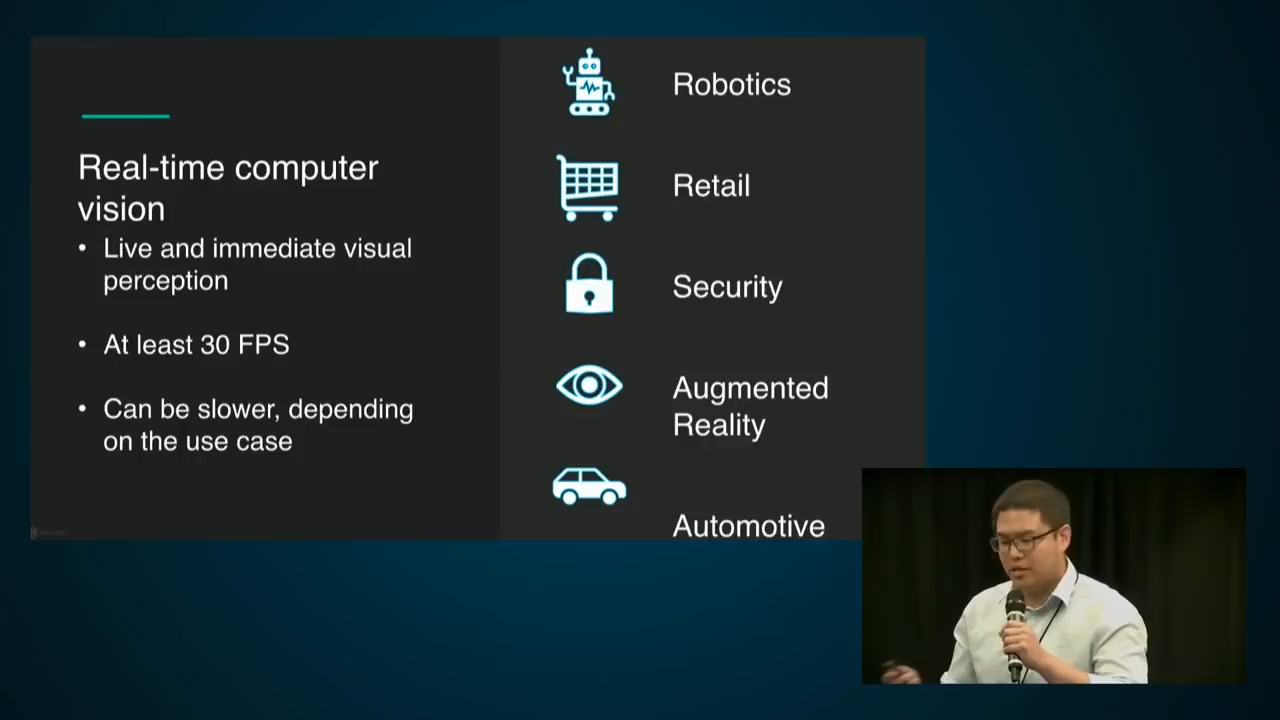 Real-time computer
vision
• Live and immediate visual
perception
• At least 30 FPS
• Can be slower, depending
on the use case
Robotics
Retail
Security
Augmented
Reality
Automotive